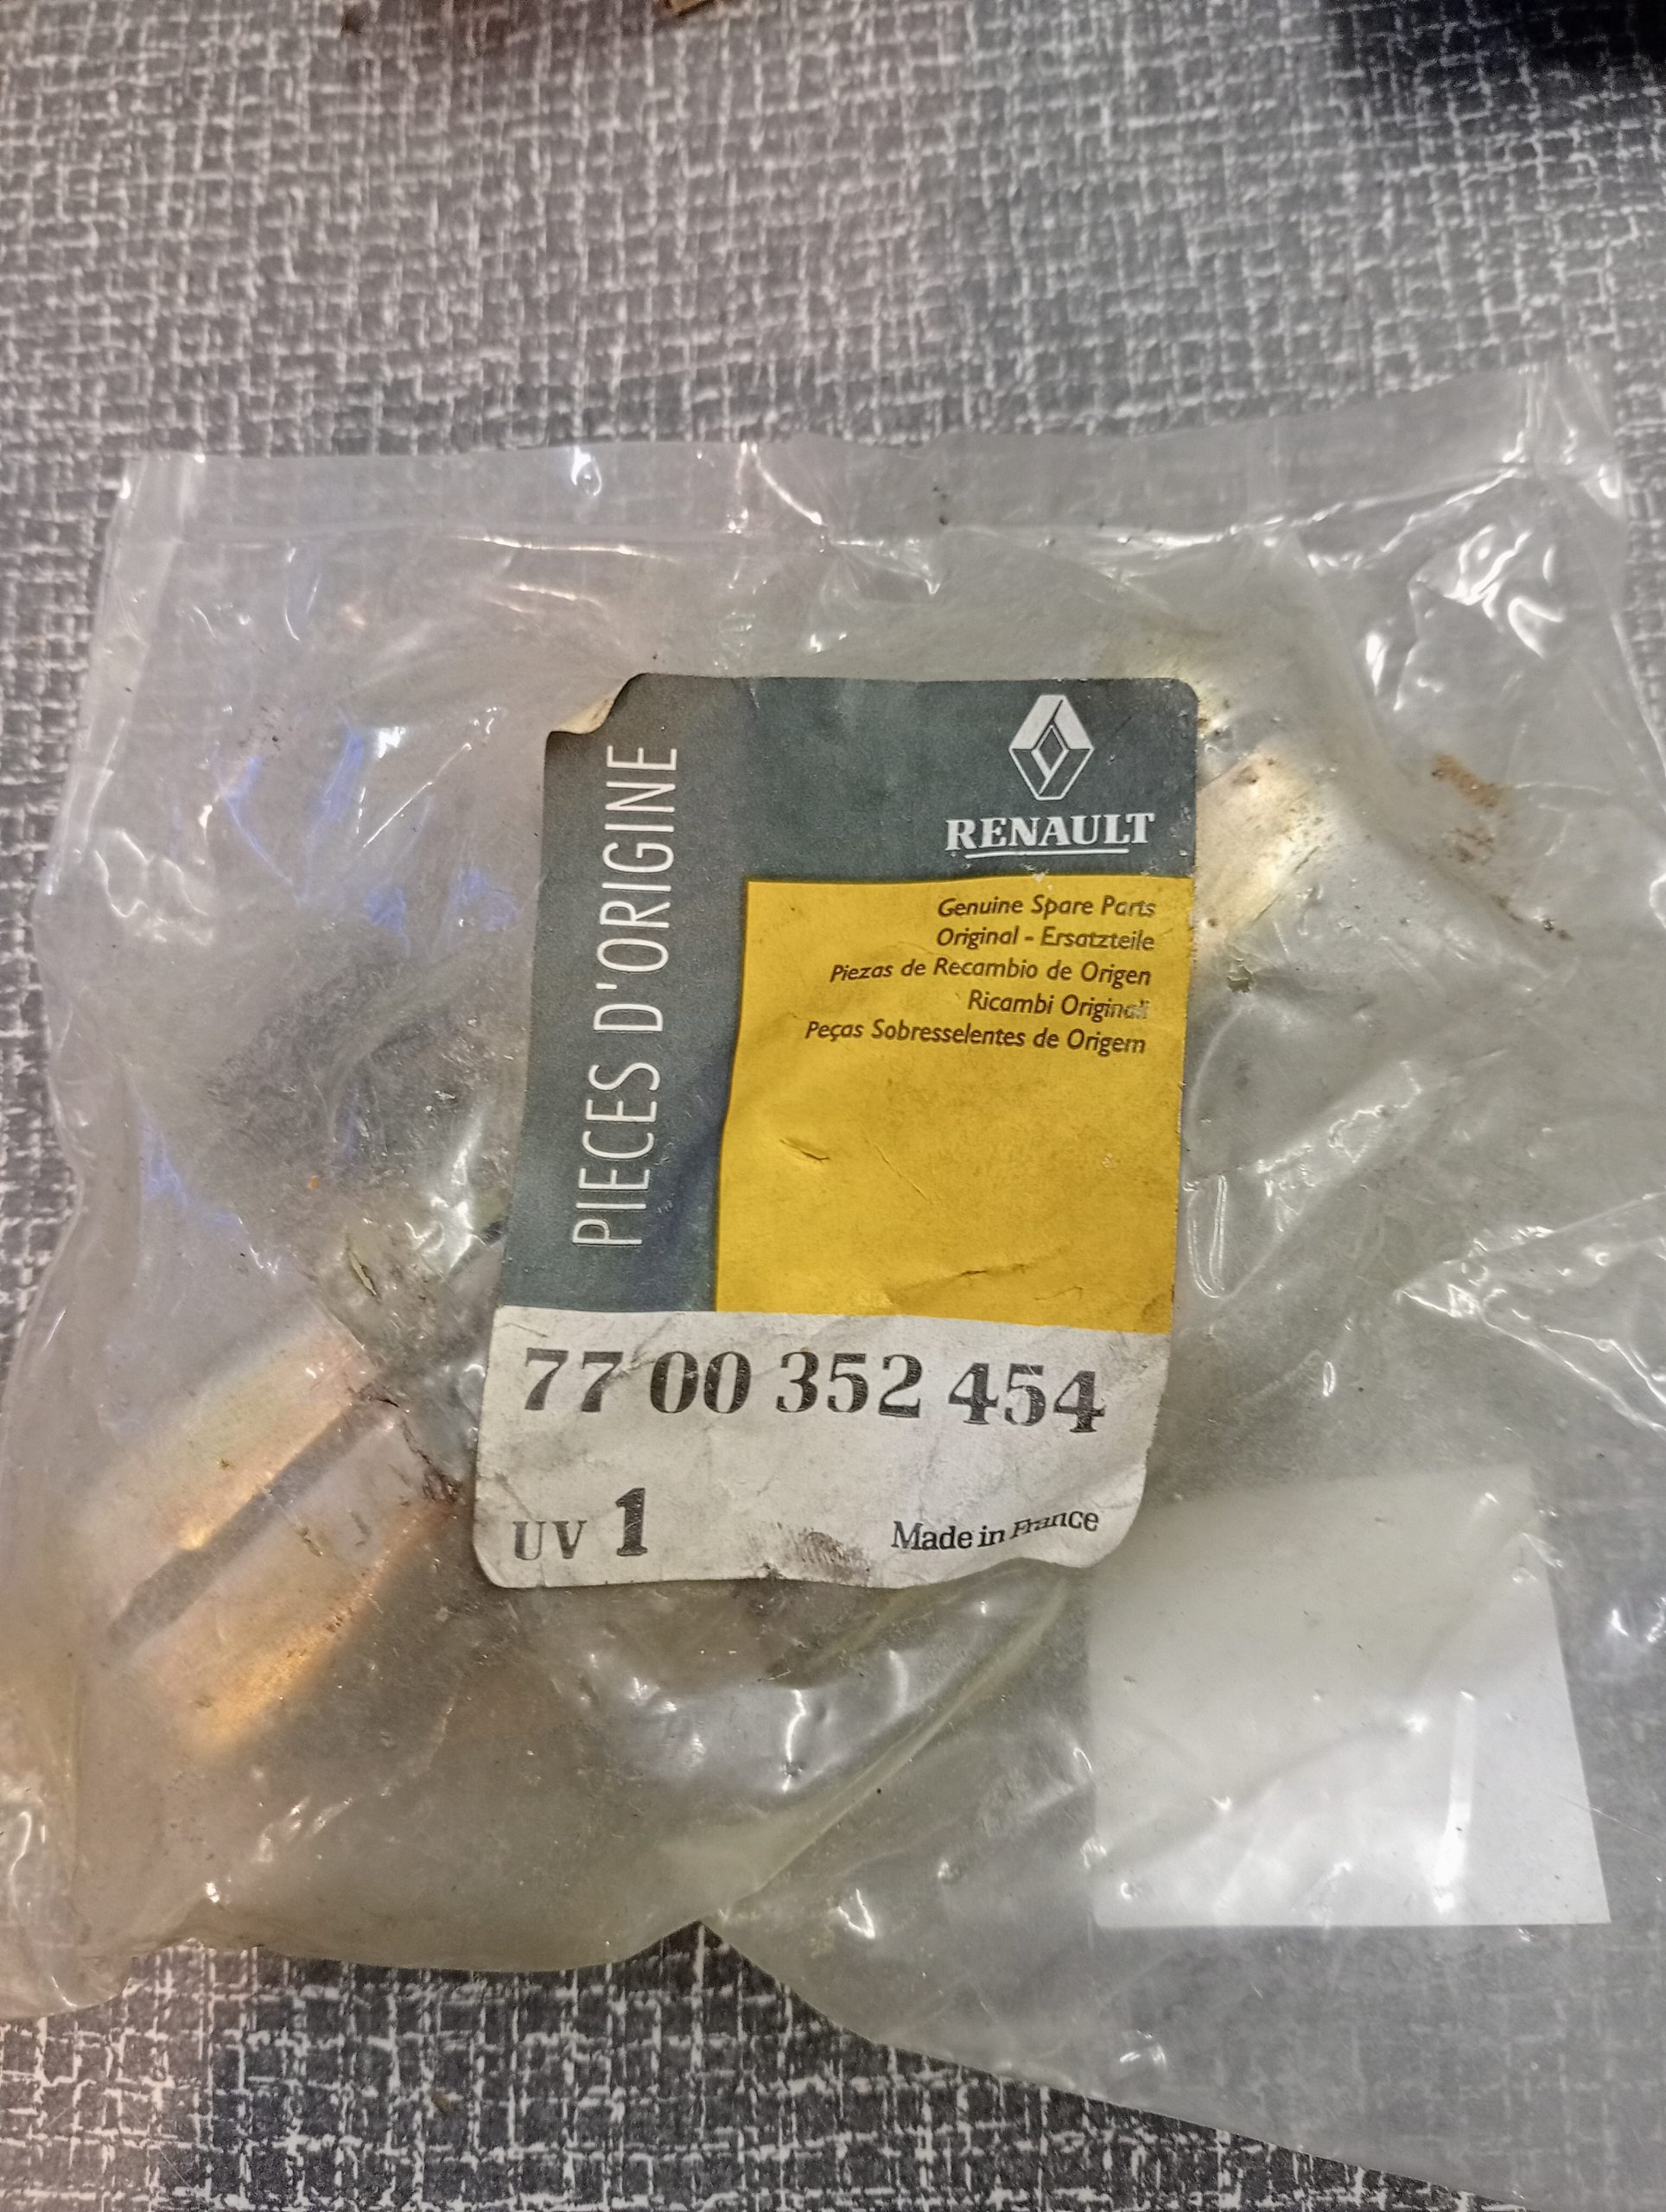 PIECES D'ORIGINE
RENAULT
Genuine Spare Parts
Original - Ersatzteile
Piezas de Recambio de Origen
Ricambi Originali
Peças Sobresselentes de Origem
77 00 352 454
UV 1
Made in France